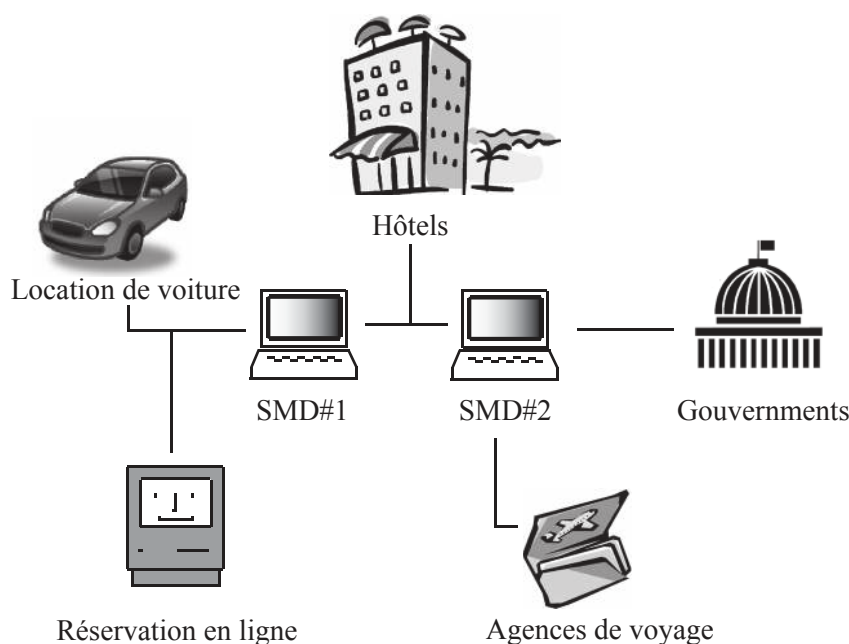 Hôtels
Location de voiture
SMD#1
SMD#2
Gouvernments
Réservation en ligne
Agences de voyage